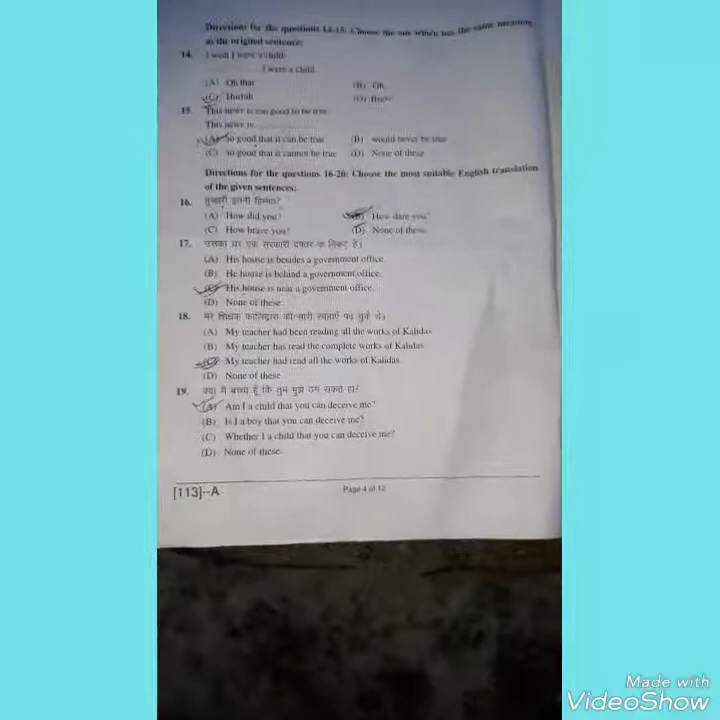 Directions for the questions 14-15: Choose the one which has the same meaning
as the original sentence:
14. I wish I were a child.
I were a child.
(A) Oh that
(B) Oh
(C) Hurrah
(D)
15. This news is too good to be true.
This news is
(A) so good that it can be true
(B) would never be true
(C) so good that it cannot be true
(D) None of these
Directions for the questions 16-20: Choose the most suitable English translation
of the given sentences:
16. तुम्हारी इतनी हिम्मत?
(A) How did you?
(B) How dare you?
(C) How brave you?
(D) None of these
17. उसका घर एक सरकारी दफ्तर के निकट है।
(A) His house is besides a government office.
(B) He house is behind a government office.
(C) His house is near a government office.
(D) None of these.
18. मेरे शिक्षक कालिदास की सारी रचनाएँ पढ़ चुके थे।
(A) My teacher had been reading all the works of Kalidas
(B) My teacher has read the complete works of Kalidas
(C) My teacher had read all the works of Kalidas.
(D) None of these
19. क्या मैं बच्चा हूँ कि तुम मुझे ठग सकते हो?
(A) Am I a child that you can deceive me?
(B) Is I a boy that you can deceive me?
(C) Whether I a child that you can deceive me?
(D) None of these.
[113]--A
Page 4 of 12
Made with
VideoShow